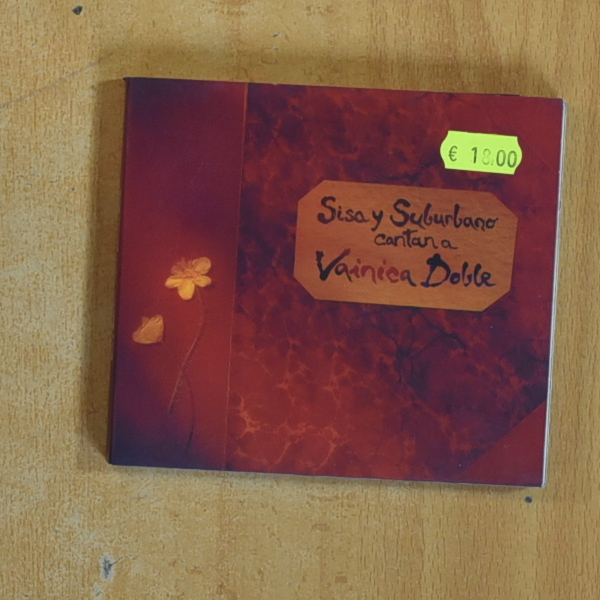 € 18.00
Sisa y Suburbano
cantan a
Vainica Doble